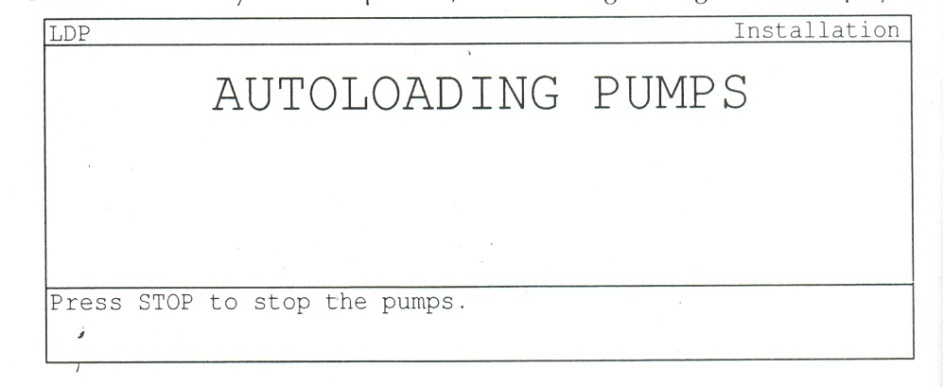 LDP Installation
AUTOLOADING PUMPS
Press STOP to stop the pumps.